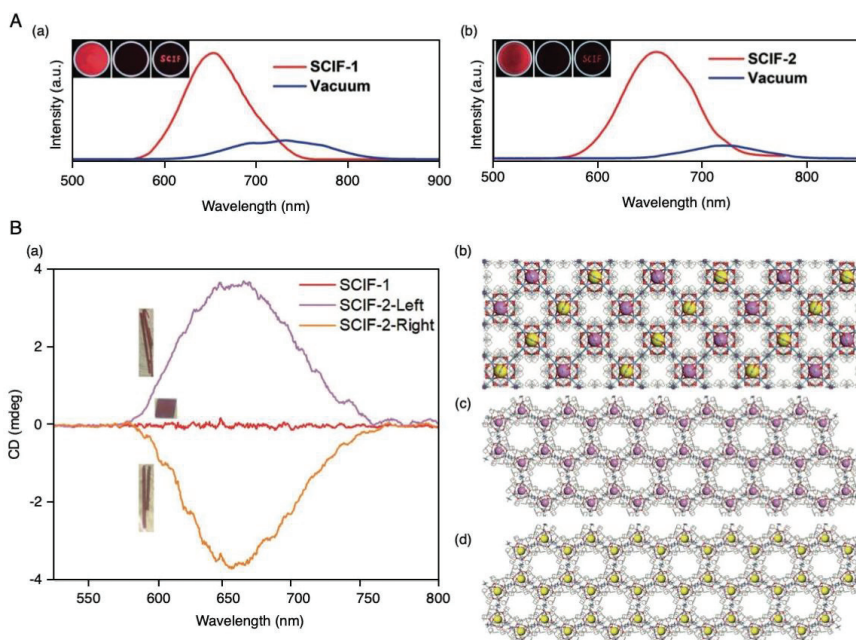 A
(a)
SCIF
SCIF-1
Vacuum
Intensity (a.u.)
500 600 700 800 900
Wavelength (nm)
(b)
SCIF
SCIF-2
Vacuum
Intensity (a.u.)
500 600 700 800
Wavelength (nm)
B
(a)
4
2
0
-2
-4
CD (mdeg)
SCIF-1
SCIF-2-Left
SCIF-2-Right
550 600 650 700 750 800
Wavelength (nm)
(b)
(c)
(d)